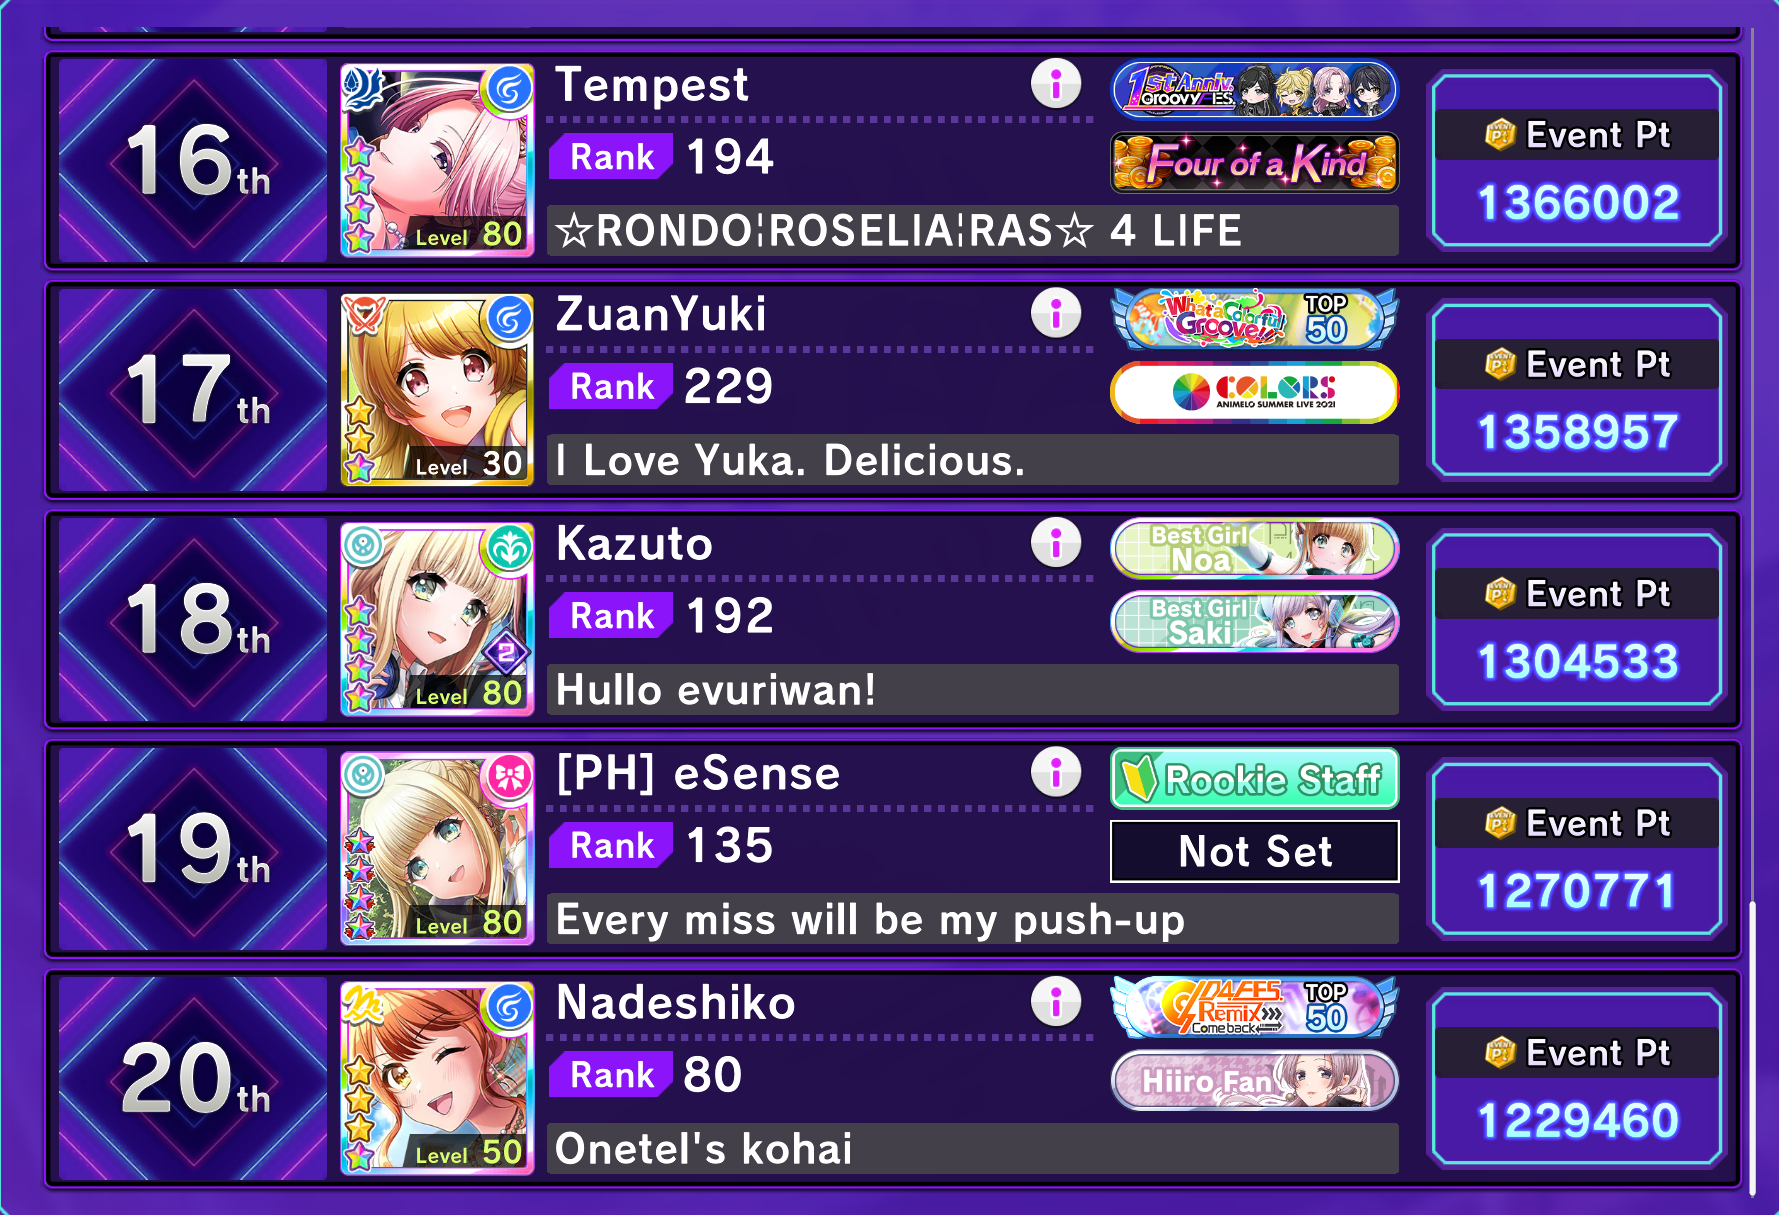 16th
Level 80
Tempest
Rank 194
☆RONDO¦ROSELIA¦RAS☆ 4 LIFE
1st Anniv.
GROOVY FES.
Four of a Kind
Event Pt
1366002
17th
Level 30
ZuanYuki
Rank 229
I Love Yuka. Delicious.
What a Colorful Groove!!
TOP 50
COLORS
ANIMELO SUMMER LIVE 2021
Event Pt
1358957
18th
2
Level 80
Kazuto
Rank 192
Hullo evuriwan!
Best Girl
Noa
Best Girl
Saki
Event Pt
1304533
19th
Level 80
[PH] eSense
Rank 135
Every miss will be my push-up
Rookie Staff
Not Set
Event Pt
1270771
20th
Level 50
Nadeshiko
Rank 80
Onetel's kohai
D4FES.
Remix
Come back
TOP 50
Hiiro Fan
Event Pt
1229460